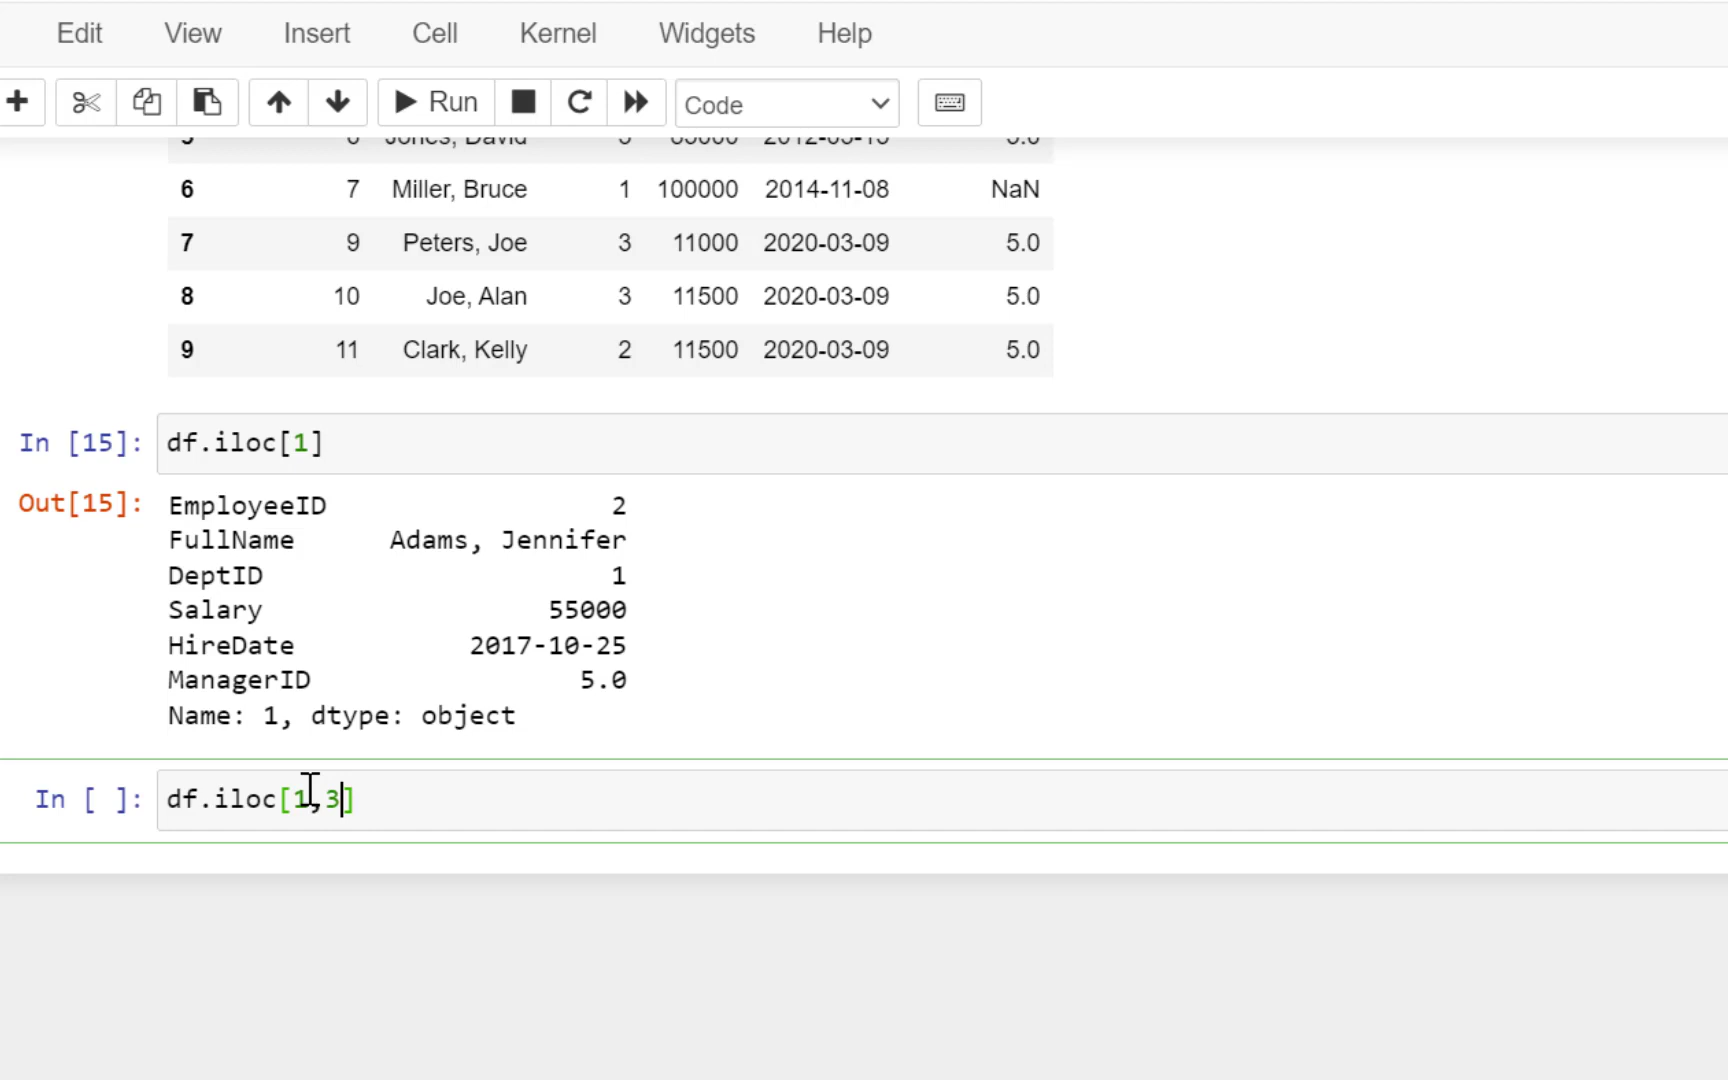 Edit View Insert Cell Kernel Widgets Help
Run Code
6 7 Miller, Bruce 1 100000 2014-11-08 NaN
7 9 Peters, Joe 3 11000 2020-03-09 5.0
8 10 Joe, Alan 3 11500 2020-03-09 5.0
9 11 Clark, Kelly 2 11500 2020-03-09 5.0
In [15]: df.iloc[1]
Out[15]: EmployeeID 2
FullName Adams, Jennifer
DeptID 1
Salary 55000
HireDate 2017-10-25
ManagerID 5.0
Name: 1, dtype: object
In [ ]: df.iloc[1,3]